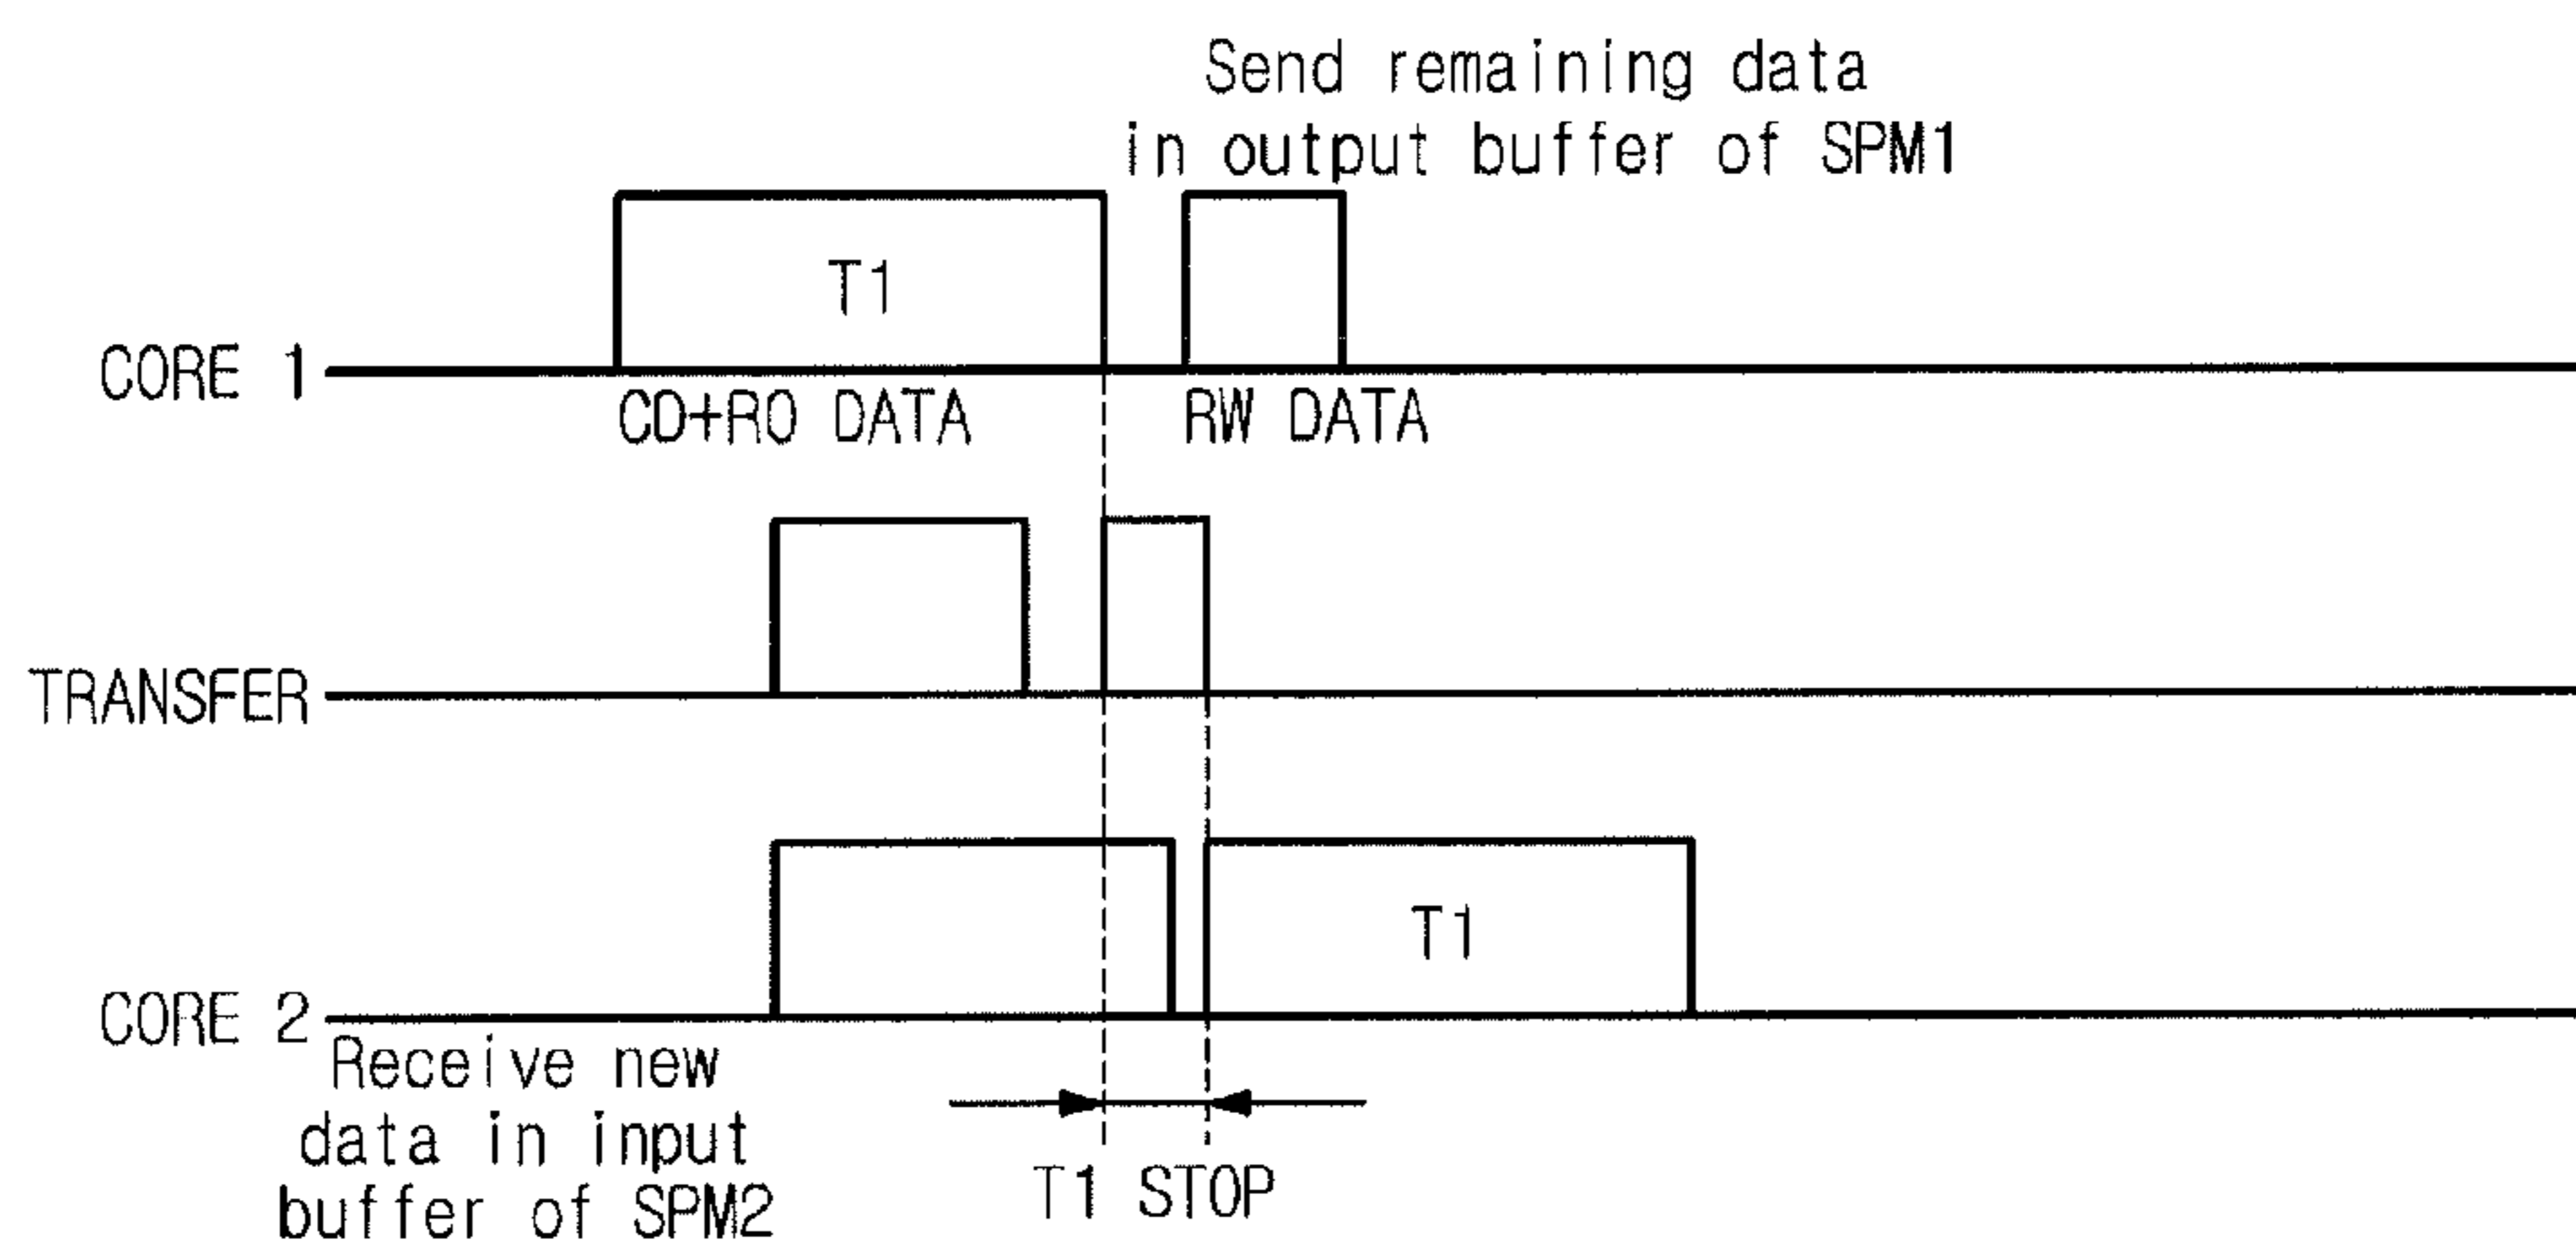 Send remaining data
in output buffer of SPM1
T1
CORE 1
CD+RO DATA
RW DATA
TRANSFER
T1
CORE 2
Receive new
data in input
buffer of SPM2
T1 STOP